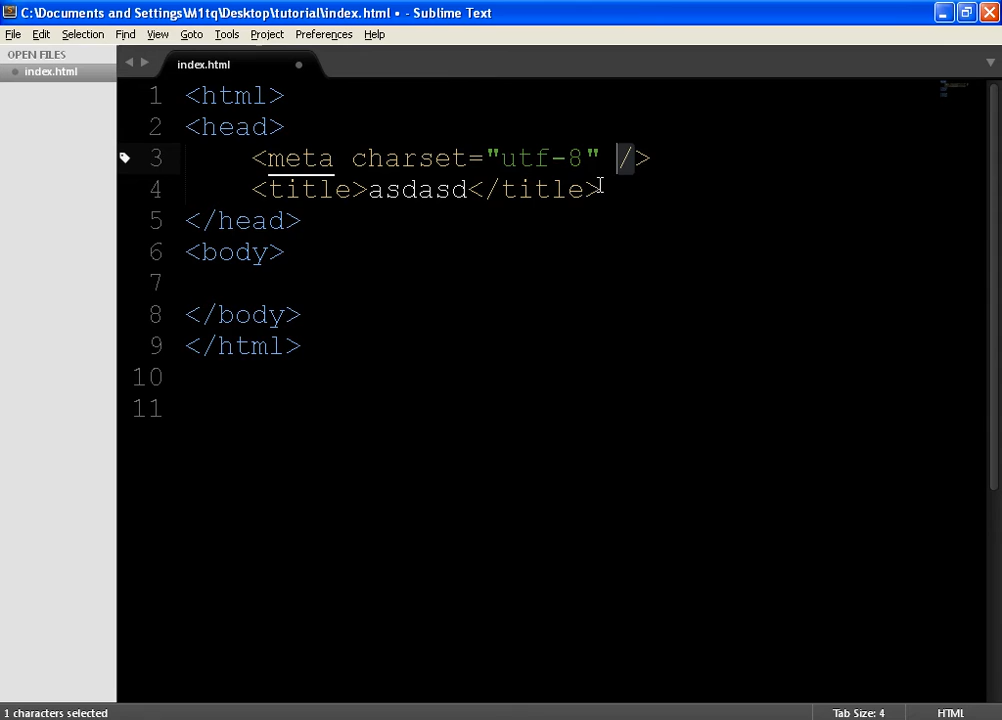 C:\Documents and Settings\M1tq\Desktop\tutorial\index.html • - Sublime Text
File Edit Selection Find View Goto Tools Project Preferences Help
OPEN FILES
index.html
index.html
1 <html>
2 <head>
3 <meta charset="utf-8" />
4 <title>asdasd</title>
5 </head>
6 <body>
7
8 </body>
9 </html>
10
11
1 characters selected Tab Size: 4 HTML